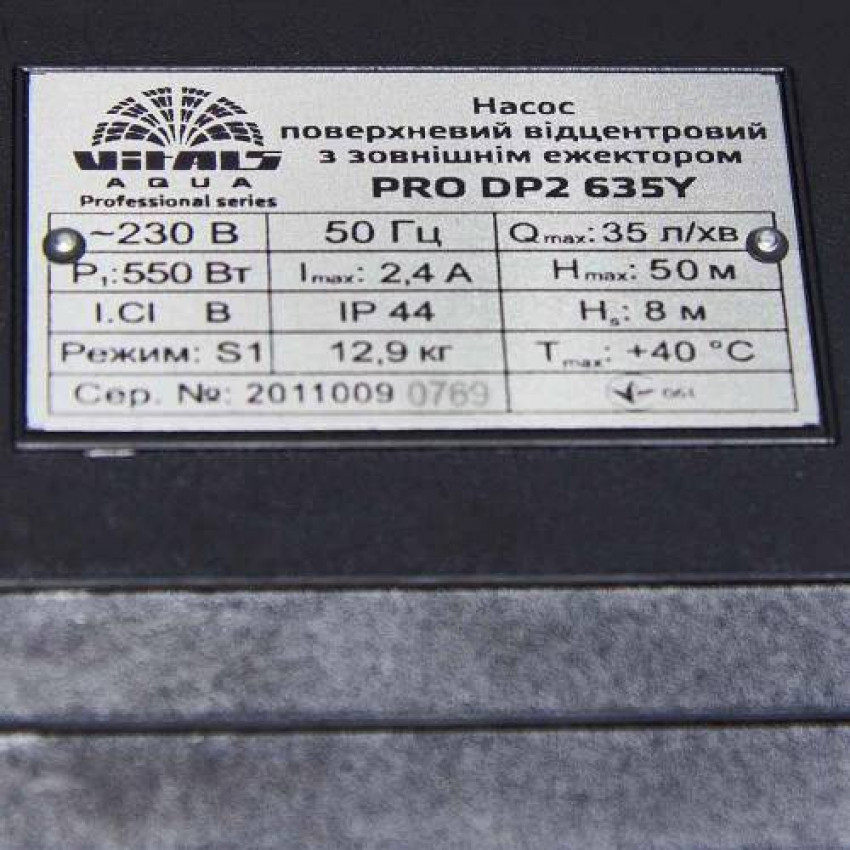 VITALS
AQUA
Professional series
Насос
поверхневий відцентровий
з зовнішнім ежектором
PRO DP2 635Y
~230 В 50 Гц Qmax: 35 л/хв
P₁: 550 Вт Imax: 2,4 А Hmax: 50 м
I.Cl В IP 44 Hs: 8 м
Режим: S1 12,9 кг Tmax: +40 °C
Сер. №: 2011009 0769